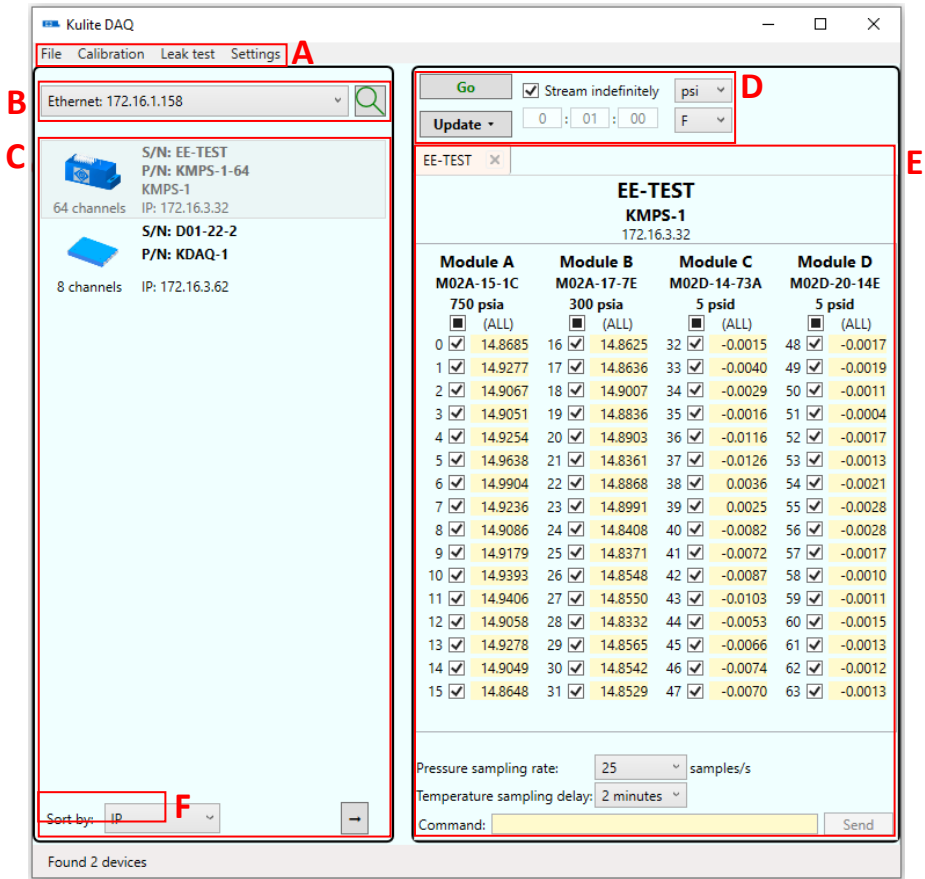 Kulite DAQ
File Calibration Leak test Settings
A
B
Ethernet: 172.16.1.158
C
S/N: EE-TEST
P/N: KMPS-1-64
KMPS-1
64 channels IP: 172.16.3.32
S/N: D01-22-2
P/N: KDAQ-1
8 channels IP: 172.16.3.62
Sort by: IP
F
Found 2 devices
Go Stream indefinitely psi
D
Update 0 : 01 : 00 F
E
EE-TEST
EE-TEST
KMPS-1
172.16.3.32
Module A Module B Module C Module D
M02A-15-1C M02A-17-7E M02D-14-73A M02D-20-14E
750 psia 300 psia 5 psid 5 psid
(ALL) (ALL) (ALL) (ALL)
0 14.8685 16 14.8625 32 -0.0015 48 -0.0017
1 14.9277 17 14.8636 33 -0.0040 49 -0.0019
2 14.9067 18 14.9007 34 -0.0029 50 -0.0011
3 14.9051 19 14.8836 35 -0.0016 51 -0.0004
4 14.9254 20 14.8903 36 -0.0116 52 -0.0017
5 14.9638 21 14.8361 37 -0.0126 53 -0.0013
6 14.9904 22 14.8868 38 0.0036 54 -0.0021
7 14.9236 23 14.8991 39 0.0025 55 -0.0028
8 14.9086 24 14.8408 40 -0.0082 56 -0.0028
9 14.9179 25 14.8371 41 -0.0072 57 -0.0017
10 14.9393 26 14.8548 42 -0.0087 58 -0.0010
11 14.9406 27 14.8550 43 -0.0103 59 -0.0011
12 14.9058 28 14.8332 44 -0.0053 60 -0.0015
13 14.9278 29 14.8565 45 -0.0066 61 -0.0013
14 14.9049 30 14.8542 46 -0.0074 62 -0.0012
15 14.8648 31 14.8529 47 -0.0070 63 -0.0013
Pressure sampling rate: 25 samples/s
Temperature sampling delay: 2 minutes
Command: Send